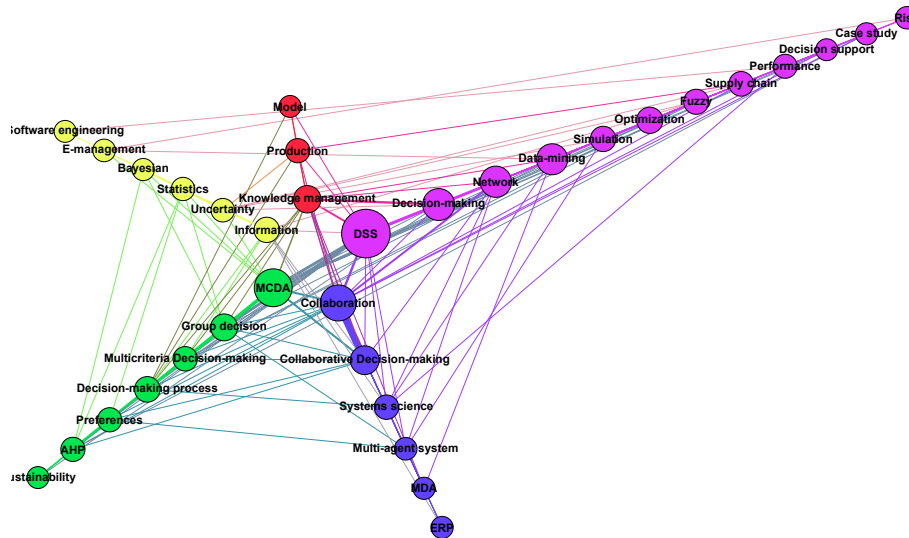 Ris
Case study
Decision support
Performance
Supply chain
Fuzzy
Model
Optimization
Software engineering
Simulation
E-management
Production
Data-mining
Bayesian
Network
Statistics
Knowledge management
Decision-making
Uncertainty
Information
DSS
MCDA
Collaboration
Group decision
Multicriteria Decision-making
Collaborative Decision-making
Decision-making process
Systems science
Preferences
AHP
Multi-agent system
ustainability
MDA
ERP